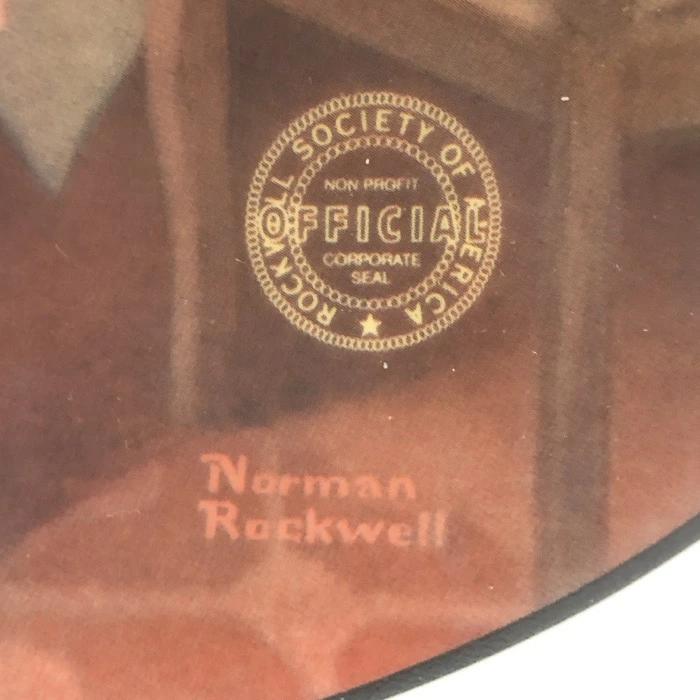 ROCKWELL SOCIETY OF AMERICA
NON PROFIT
OFFICIAL
CORPORATE
SEAL
Norman
Rockwell